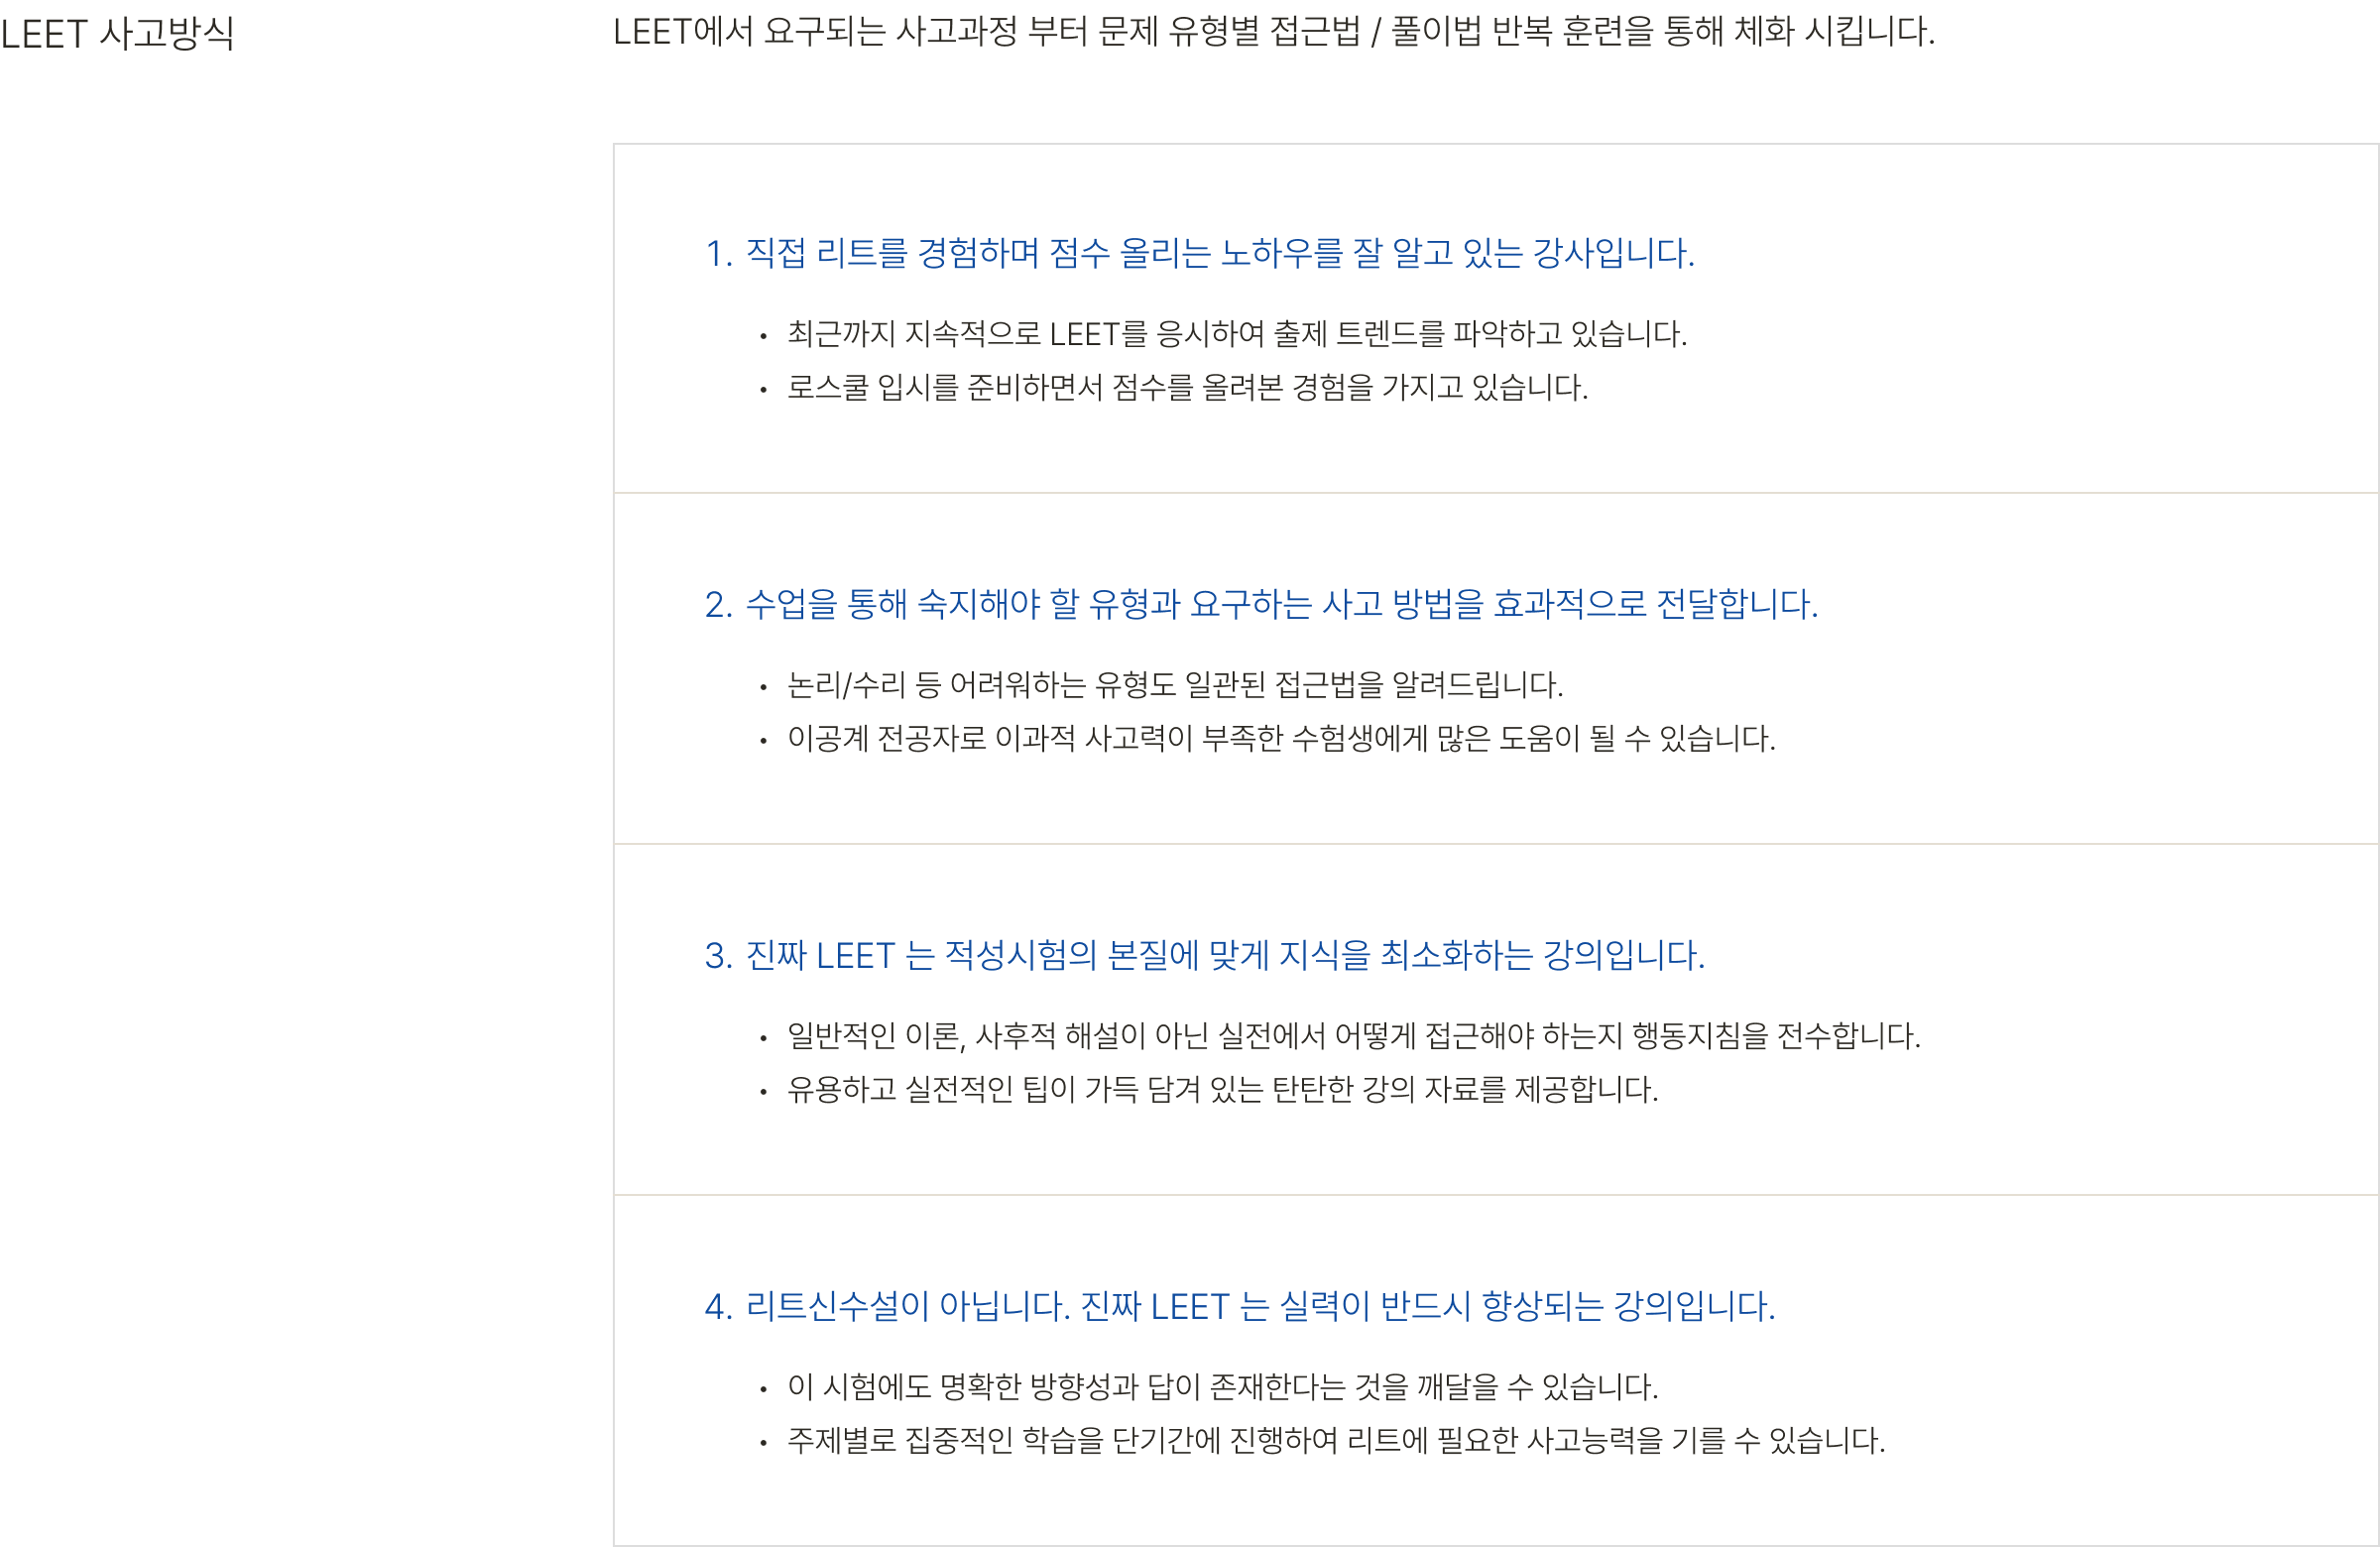 LEET 사고방식
LEET에서 요구되는 사고과정 부터 문제 유형별 접근법 / 풀이법 반복 훈련을 통해 체화 시킵니다.
1. 직접 리트를 경험하며 점수 올리는 노하우를 잘 알고 있는 강사입니다.
• 최근까지 지속적으로 LEET를 응시하여 출제 트렌드를 파악하고 있습니다.
• 로스쿨 입시를 준비하면서 점수를 올려본 경험을 가지고 있습니다.
2. 수업을 통해 숙지해야 할 유형과 요구하는 사고 방법을 효과적으로 전달합니다.
• 논리/수리 등 어려워하는 유형도 일관된 접근법을 알려드립니다.
• 이공계 전공자로 이과적 사고력이 부족한 수험생에게 많은 도움이 될 수 있습니다.
3. 진짜 LEET 는 적성시험의 본질에 맞게 지식을 최소화하는 강의입니다.
• 일반적인 이론, 사후적 해설이 아닌 실전에서 어떻게 접근해야 하는지 행동지침을 전수합니다.
• 유용하고 실전적인 팁이 가득 담겨 있는 탄탄한 강의 자료를 제공합니다.
4. 리트신수설이 아닙니다. 진짜 LEET 는 실력이 반드시 향상되는 강의입니다.
• 이 시험에도 명확한 방향성과 답이 존재한다는 것을 깨달을 수 있습니다.
• 주제별로 집중적인 학습을 단기간에 진행하여 리트에 필요한 사고능력을 기를 수 있습니다.